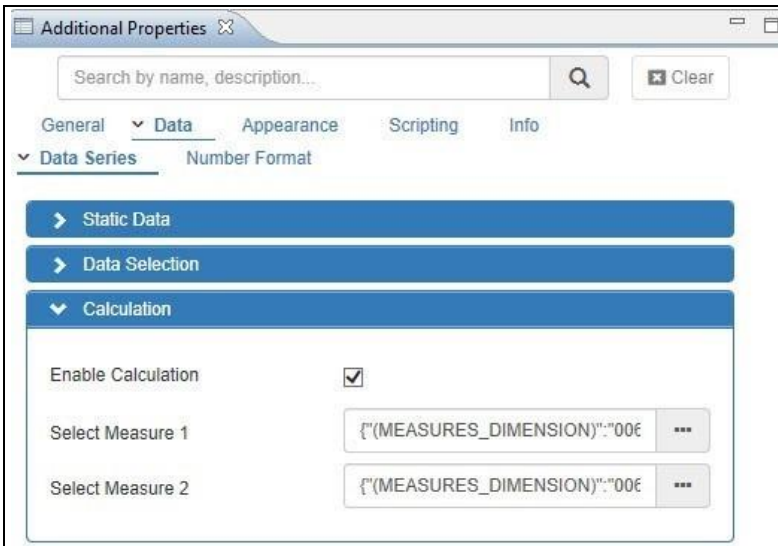 Additional Properties
Search by name, description...
Clear
General Data Appearance Scripting Info
Data Series Number Format
Static Data
Data Selection
Calculation
Enable Calculation
Select Measure 1 {"(MEASURES_DIMENSION)":"006
Select Measure 2 {"(MEASURES_DIMENSION)":"006